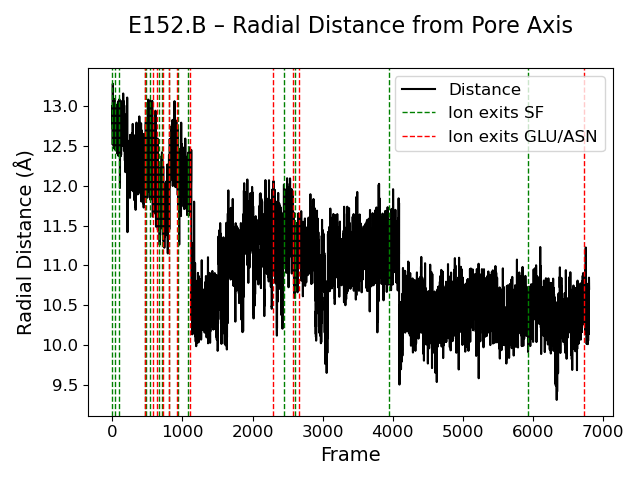 E152.B – Radial Distance from Pore Axis
Distance
Ion exits SF
Ion exits GLU/ASN
Radial Distance (Å)
13.0
12.5
12.0
11.5
11.0
10.5
10.0
9.5
0 1000 2000 3000 4000 5000 6000 7000
Frame